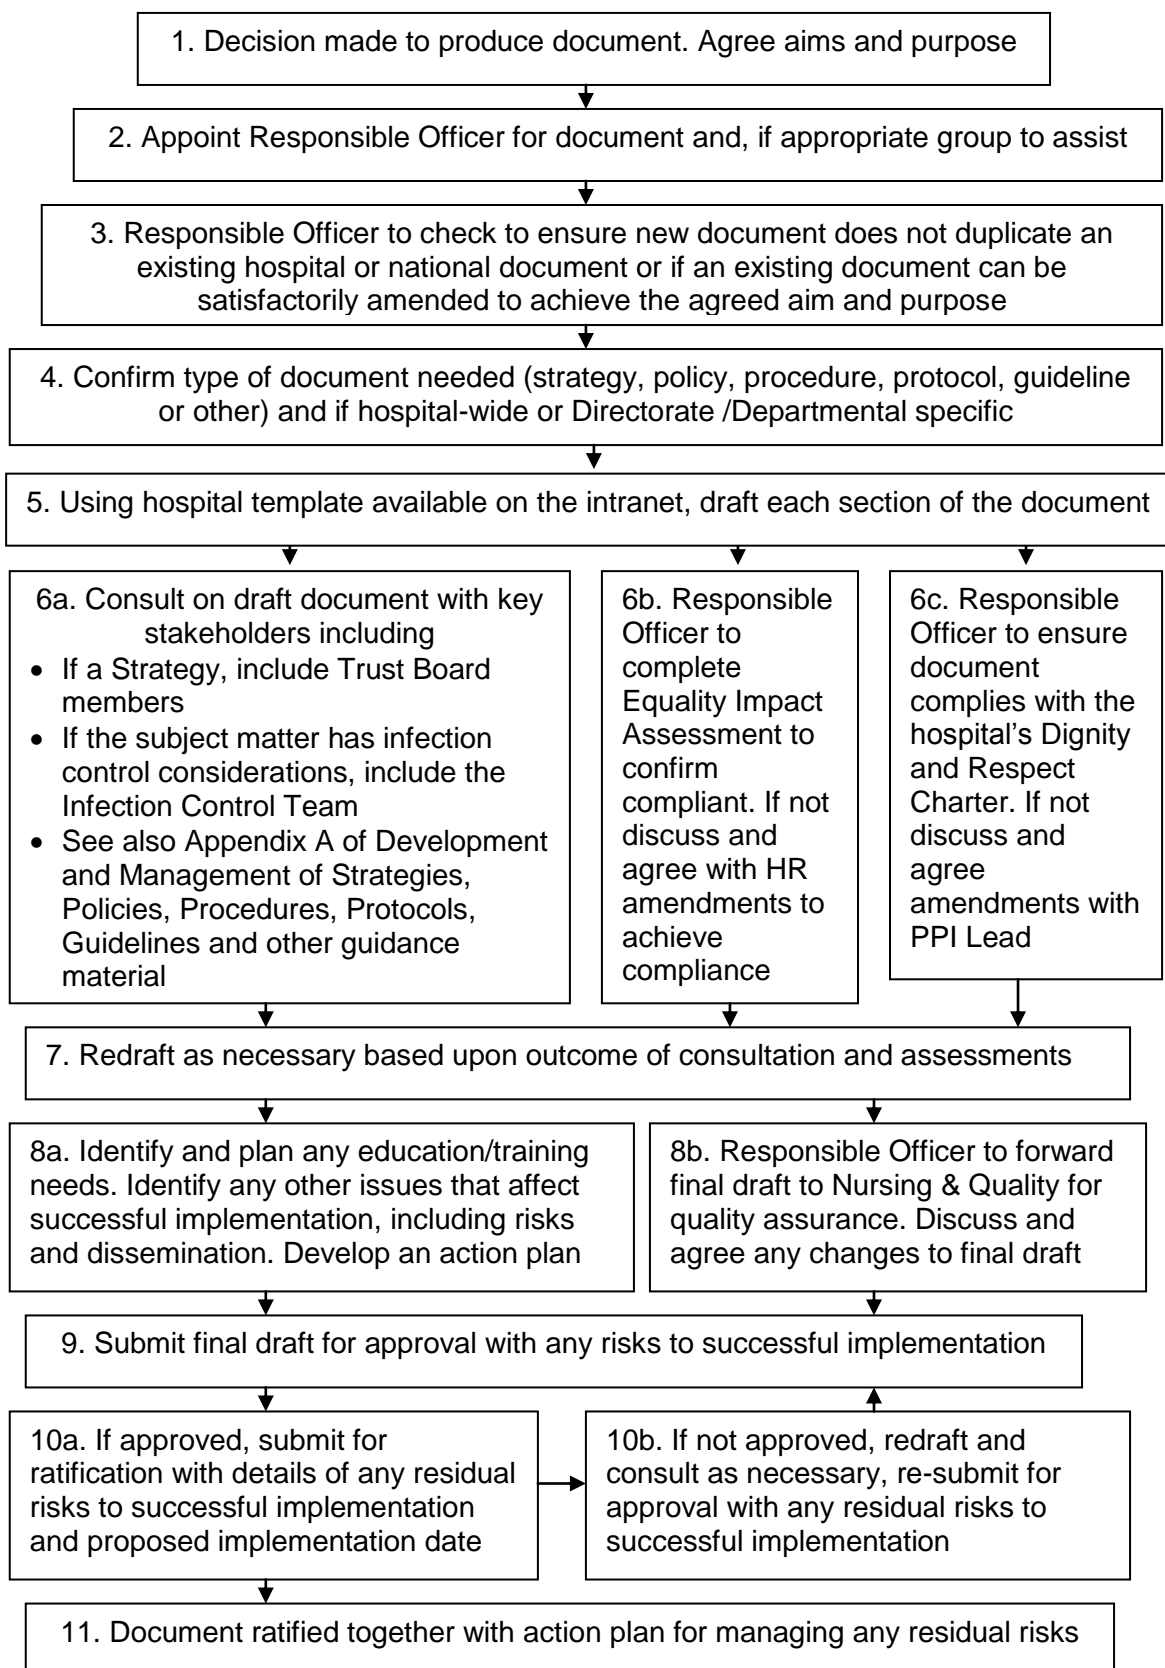 1. Decision made to produce document. Agree aims and purpose
2. Appoint Responsible Officer for document and, if appropriate group to assist
3. Responsible Officer to check to ensure new document does not duplicate an
existing hospital or national document or if an existing document can be
satisfactorily amended to achieve the agreed aim and purpose
4. Confirm type of document needed (strategy, policy, procedure, protocol, guideline
or other) and if hospital-wide or Directorate /Departmental specific
5. Using hospital template available on the intranet, draft each section of the document
6a. Consult on draft document with key
stakeholders including
• If a Strategy, include Trust Board
members
• If the subject matter has infection
control considerations, include the
Infection Control Team
• See also Appendix A of Development
and Management of Strategies,
Policies, Procedures, Protocols,
Guidelines and other guidance
material
6b. Responsible
Officer to
complete
Equality Impact
Assessment to
confirm
compliant. If not
discuss and
agree with HR
amendments to
achieve
compliance
6c. Responsible
Officer to ensure
document
complies with the
hospital’s Dignity
and Respect
Charter. If not
discuss and
agree
amendments with
PPI Lead
7. Redraft as necessary based upon outcome of consultation and assessments
8a. Identify and plan any education/training
needs. Identify any other issues that affect
successful implementation, including risks
and dissemination. Develop an action plan
8b. Responsible Officer to forward
final draft to Nursing & Quality for
quality assurance. Discuss and
agree any changes to final draft
9. Submit final draft for approval with any risks to successful implementation
10a. If approved, submit for
ratification with details of any residual
risks to successful implementation
and proposed implementation date
10b. If not approved, redraft and
consult as necessary, re-submit for
approval with any residual risks to
successful implementation
11. Document ratified together with action plan for managing any residual risks